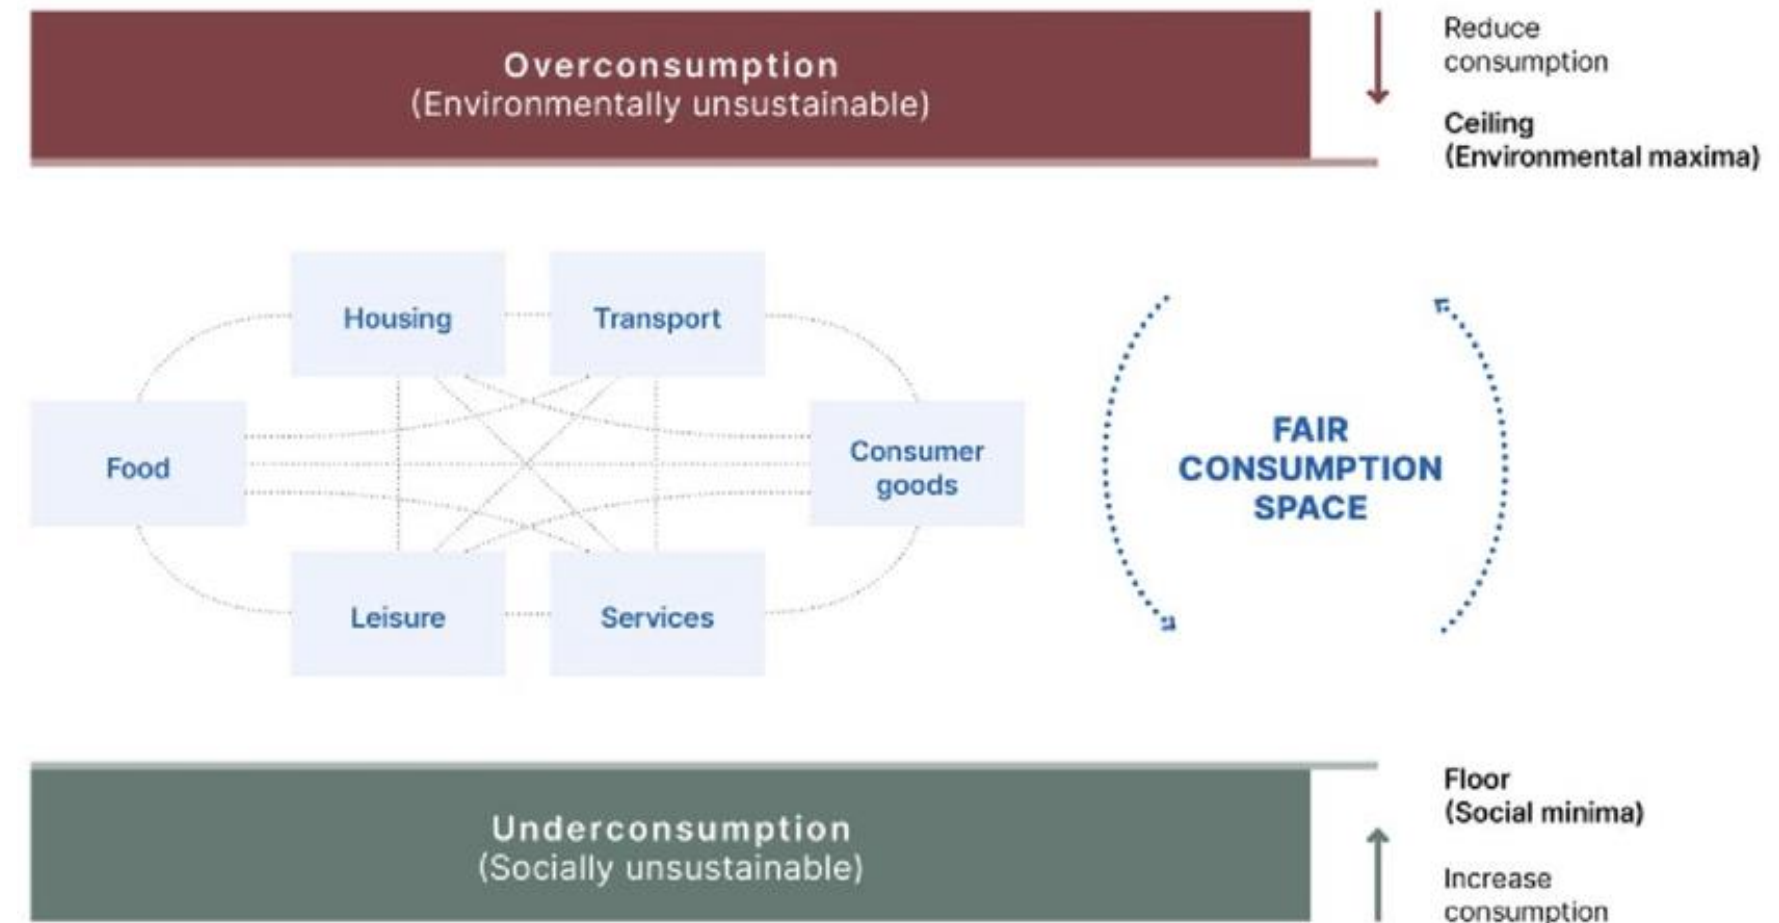 Overconsumption
(Environmentally unsustainable)
Reduce
consumption
Ceiling
(Environmental maxima)
Housing
Transport
Food
Consumer
goods
Leisure
Services
FAIR
CONSUMPTION
SPACE
Floor
(Social minima)
Underconsumption
(Socially unsustainable)
Increase
consumption